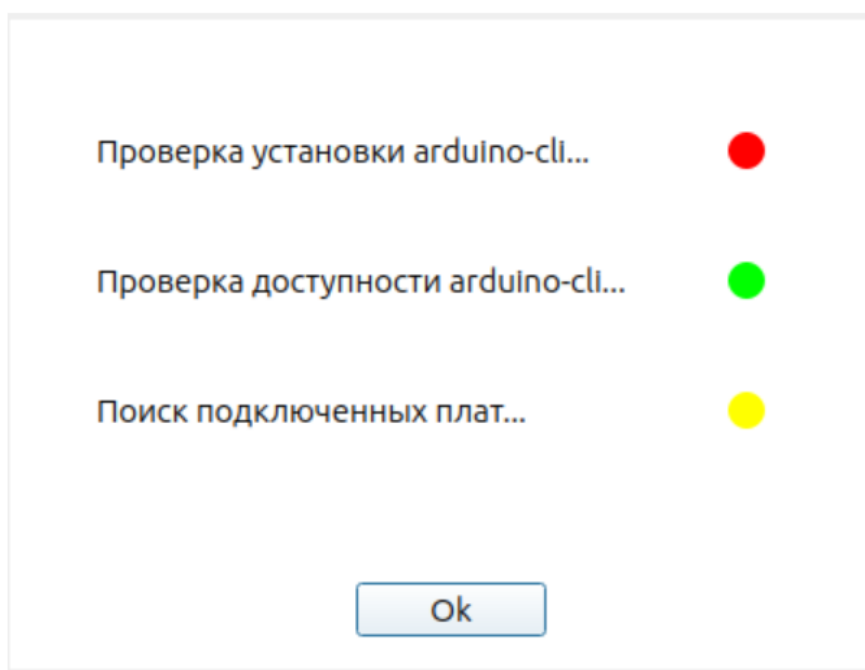 Проверка установки arduino-cli...
Проверка доступности arduino-cli...
Поиск подключенных плат...
Ok